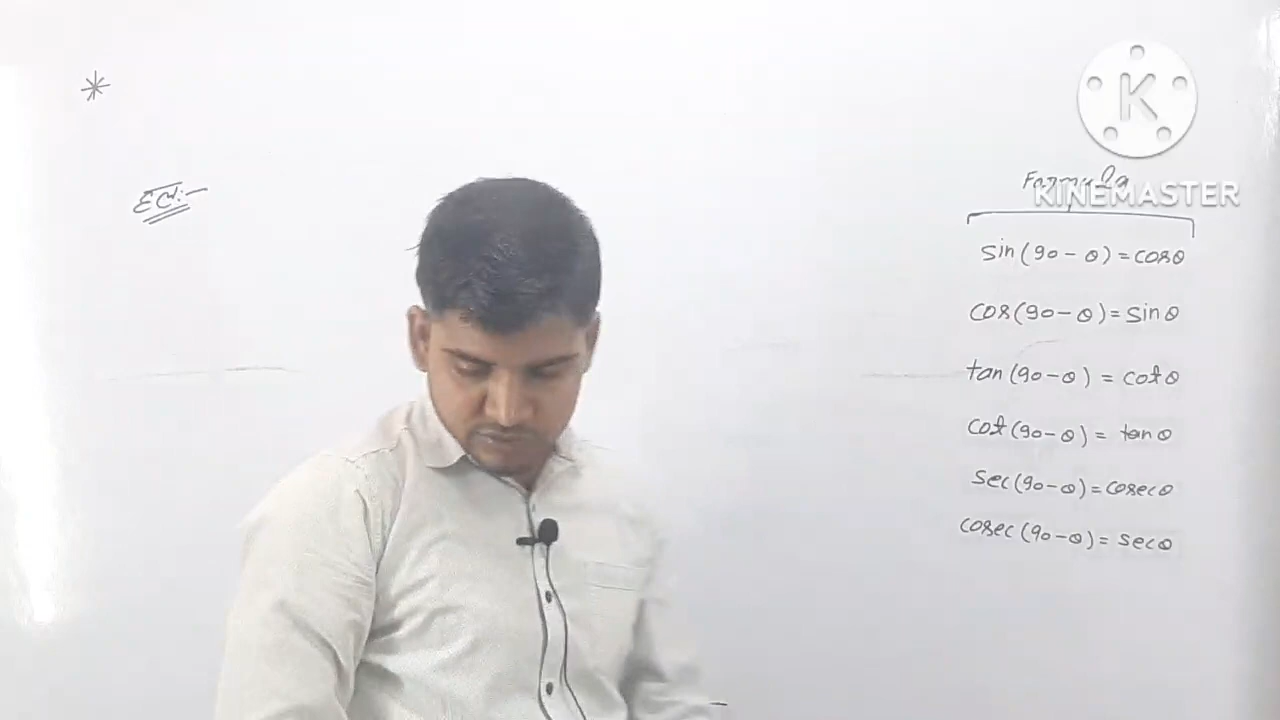 *
हल:-
Formula
KINEMASTER
sin(90-θ)=cosθ
cos(90-θ)=sinθ
tan(90-θ)=cotθ
cot(90-θ)=tanθ
sec(90-θ)=cosecθ
cosec(90-θ)=secθ